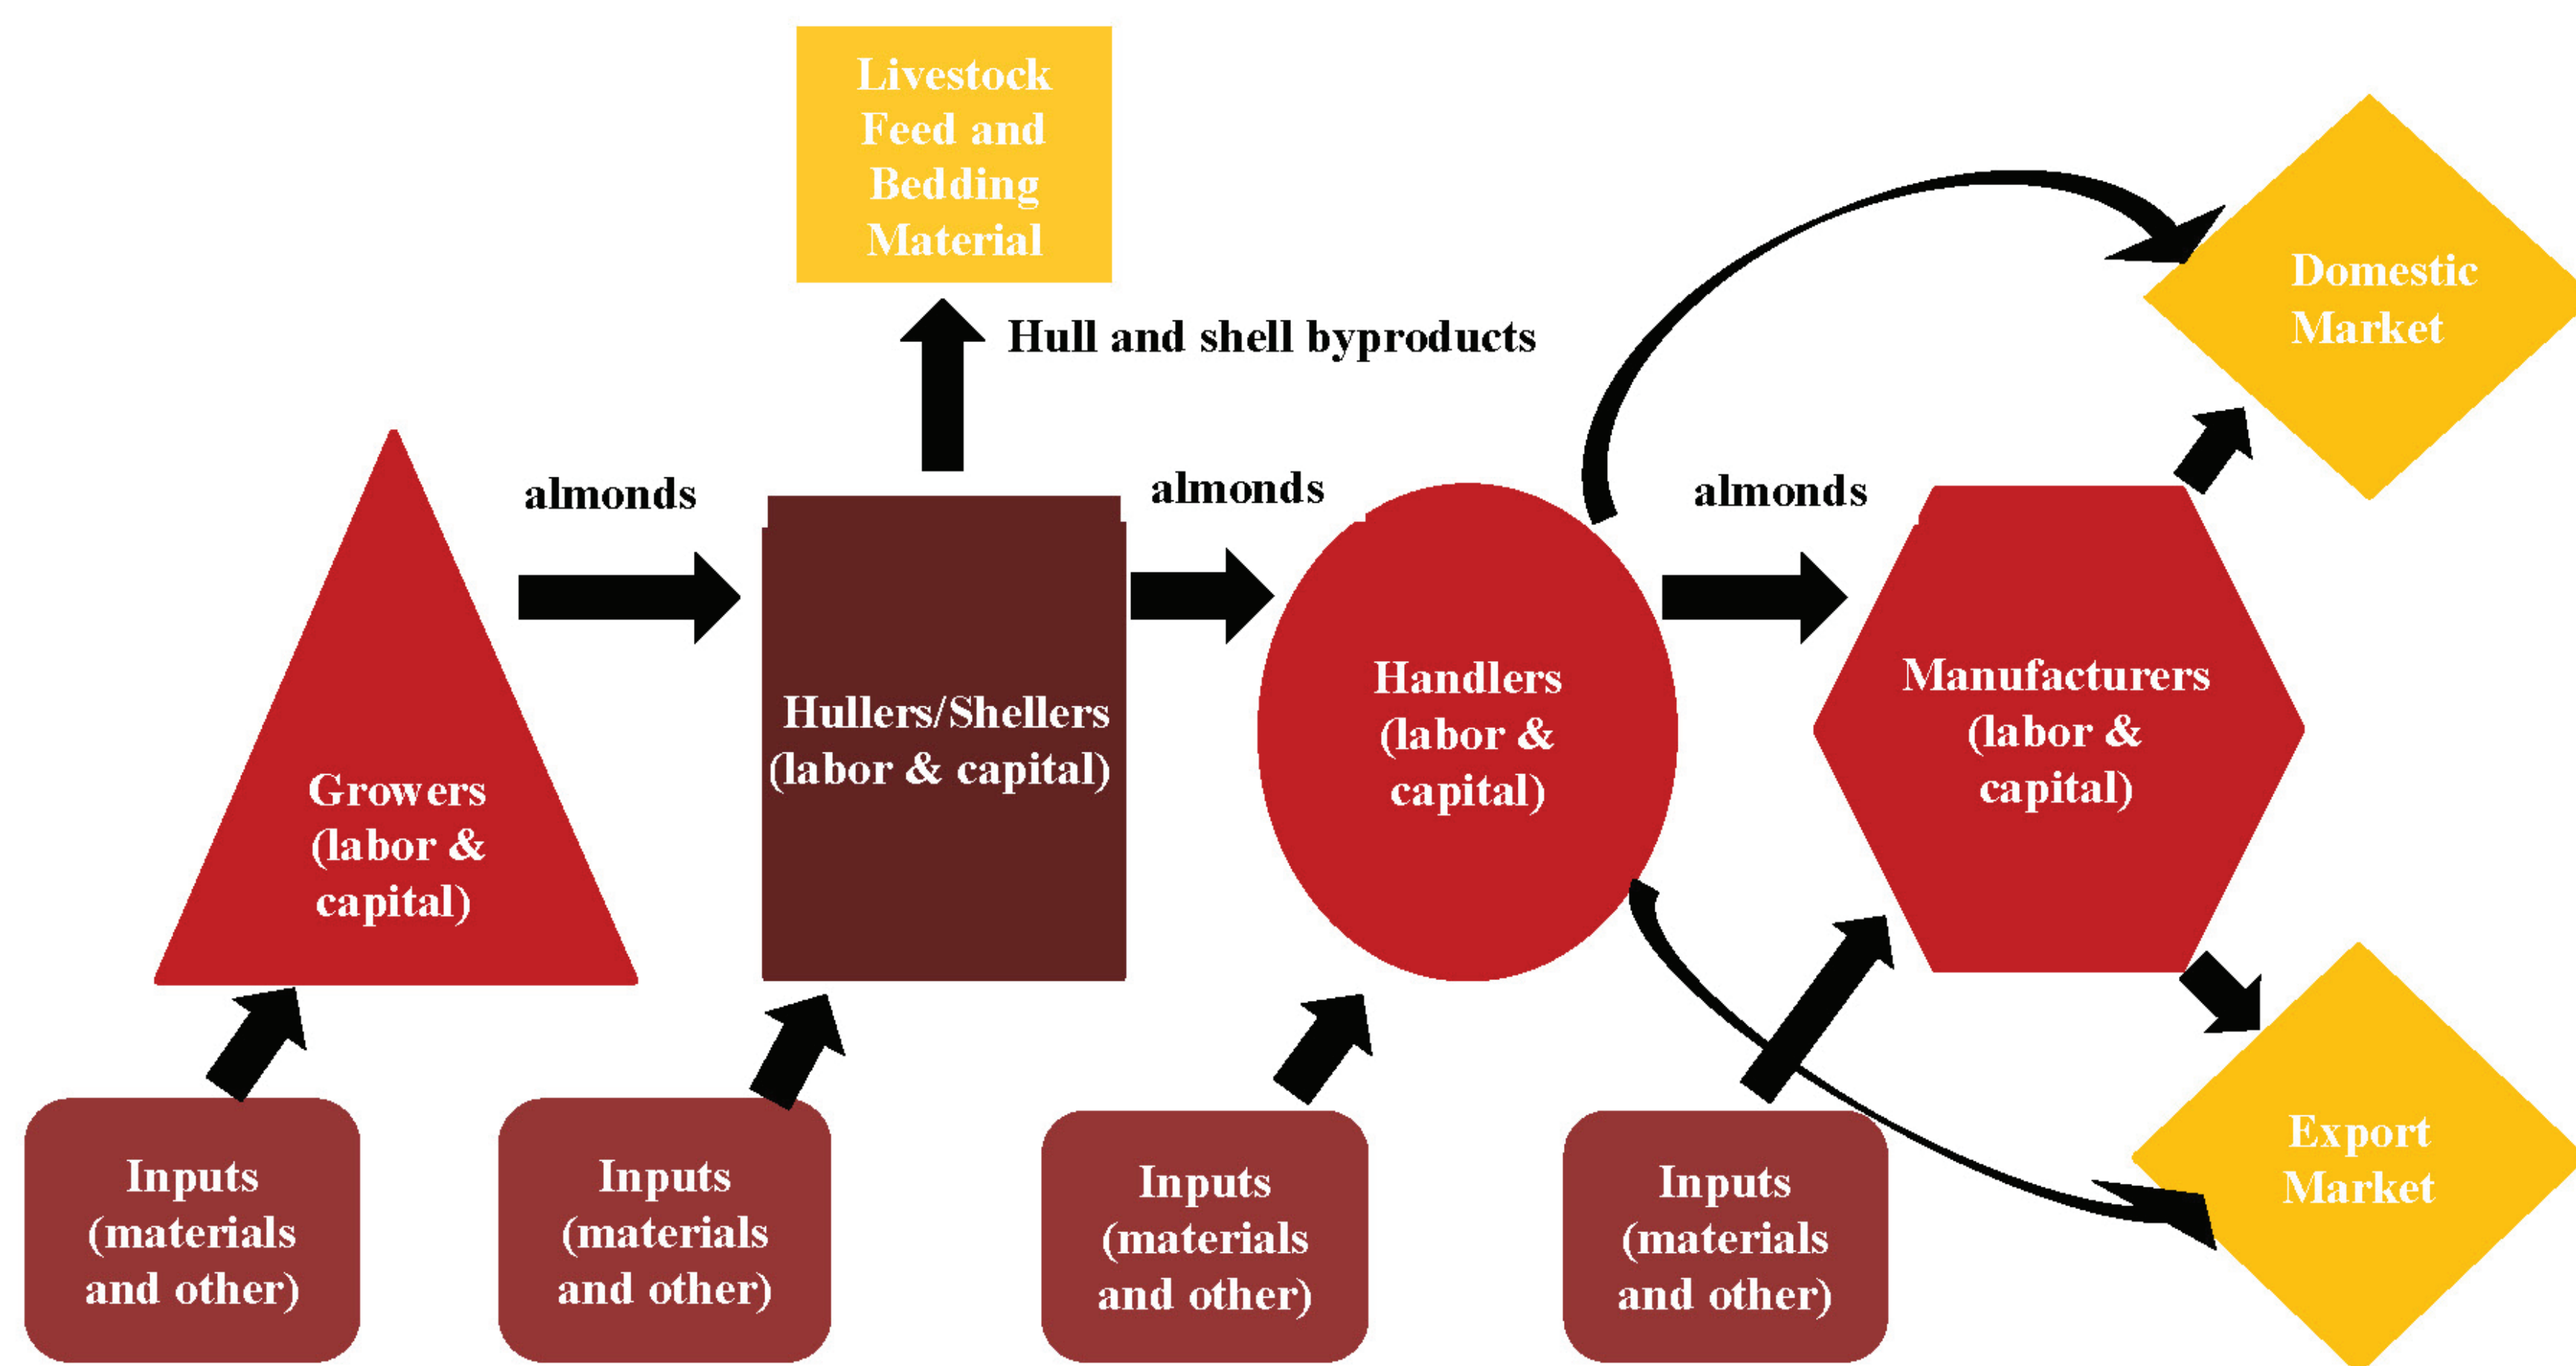 Livestock
Feed and
Bedding
Material
Hull and shell byproducts
Domestic
Market
almonds
almonds
almonds
Growers
(labor &
capital)
Hullers/Shellers
(labor & capital)
Handlers
(labor &
capital)
Manufacturers
(labor &
capital)
Export
Market
Inputs
(materials
and other)
Inputs
(materials
and other)
Inputs
(materials
and other)
Inputs
(materials
and other)